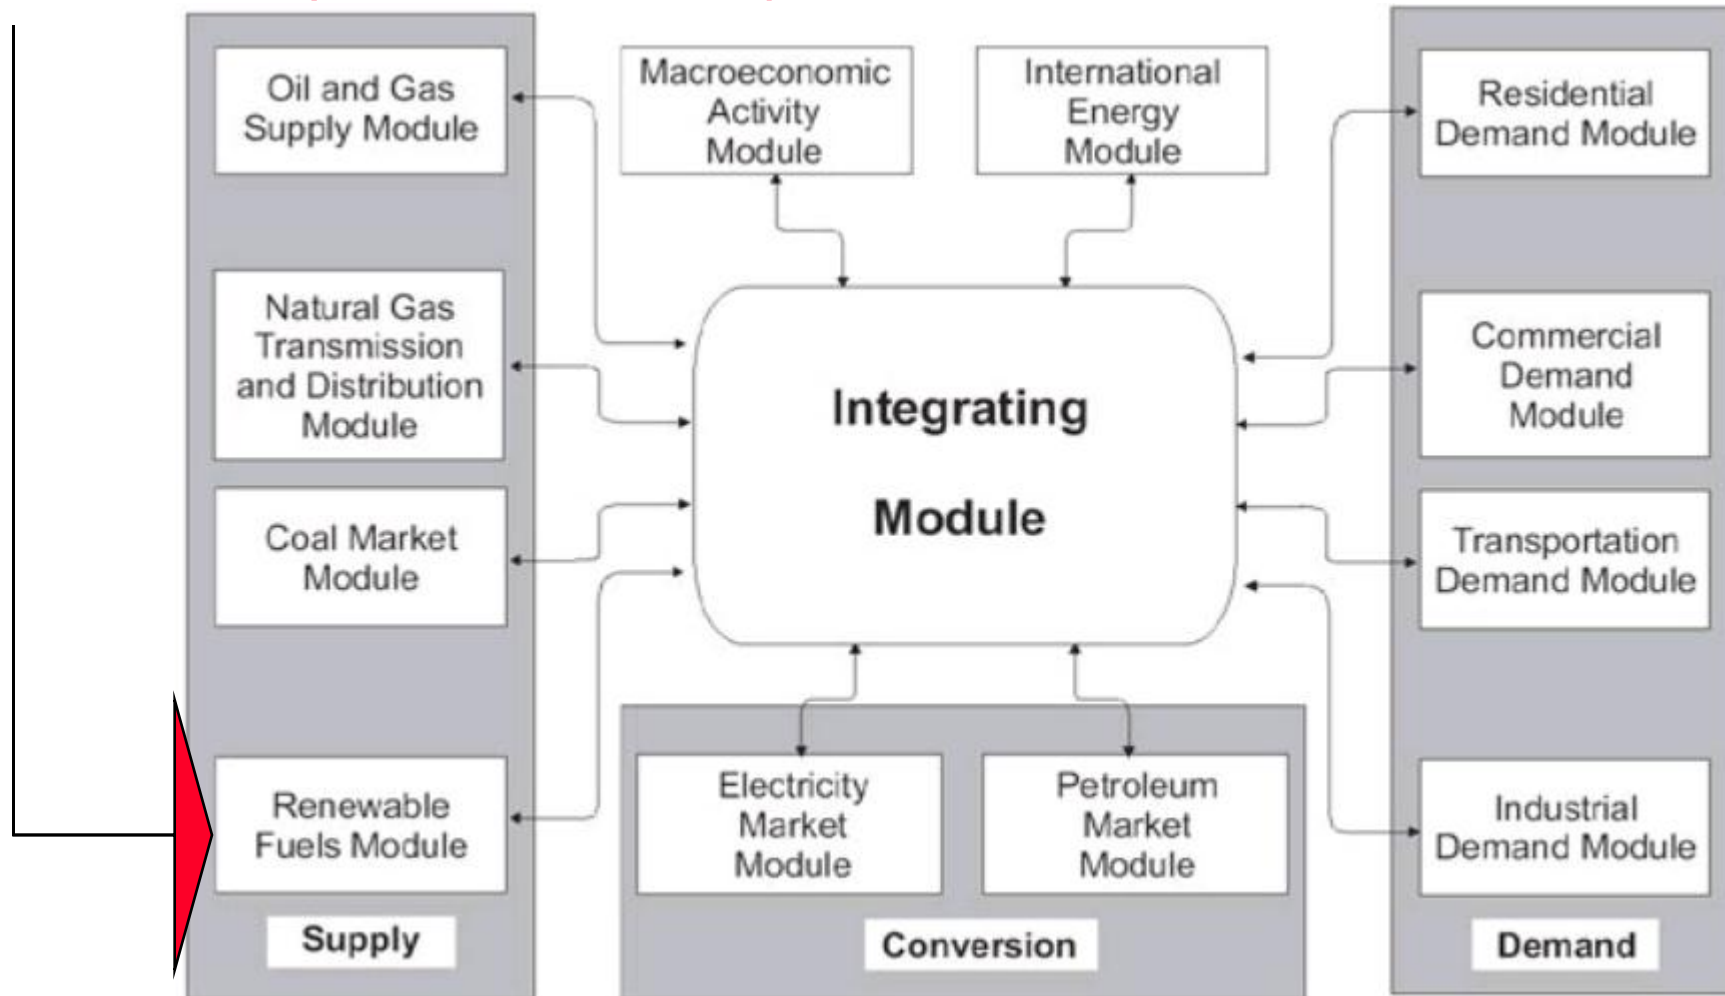 Oil and Gas
Supply Module
Natural Gas
Transmission
and Distribution
Module
Coal Market
Module
Renewable
Fuels Module
Supply
Macroeconomic
Activity
Module
International
Energy
Module
Integrating
Module
Electricity
Market
Module
Petroleum
Market
Module
Conversion
Residential
Demand Module
Commercial
Demand
Module
Transportation
Demand Module
Industrial
Demand Module
Demand